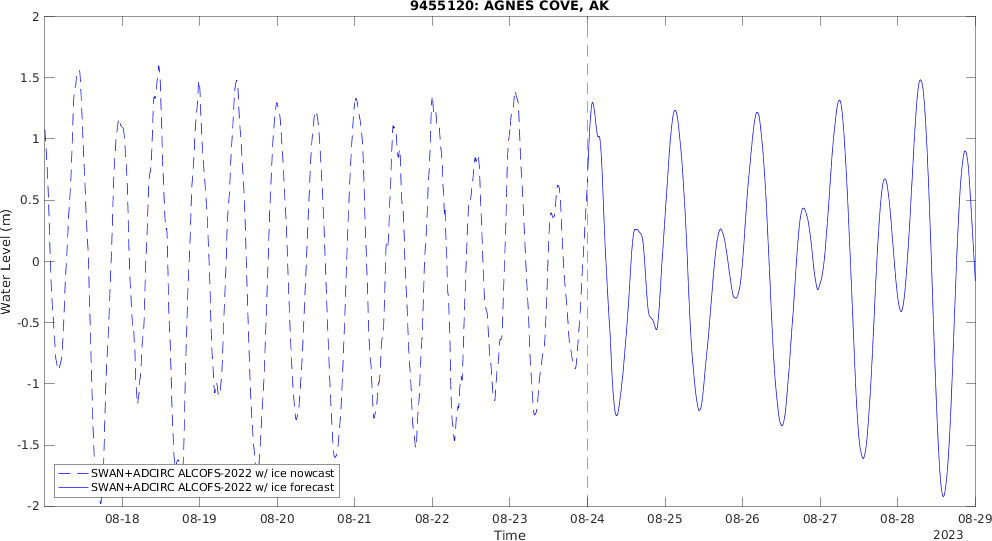 9455120: AGNES COVE, AK
2
1.5
1
0.5
0
-0.5
-1
-1.5
-2
Water Level (m)
SWAN+ADCIRC ALCOFS-2022 w/ ice nowcast
SWAN+ADCIRC ALCOFS-2022 w/ ice forecast
08-18 08-19 08-20 08-21 08-22 08-23 08-24 08-25 08-26 08-27 08-28 08-29
Time
2023